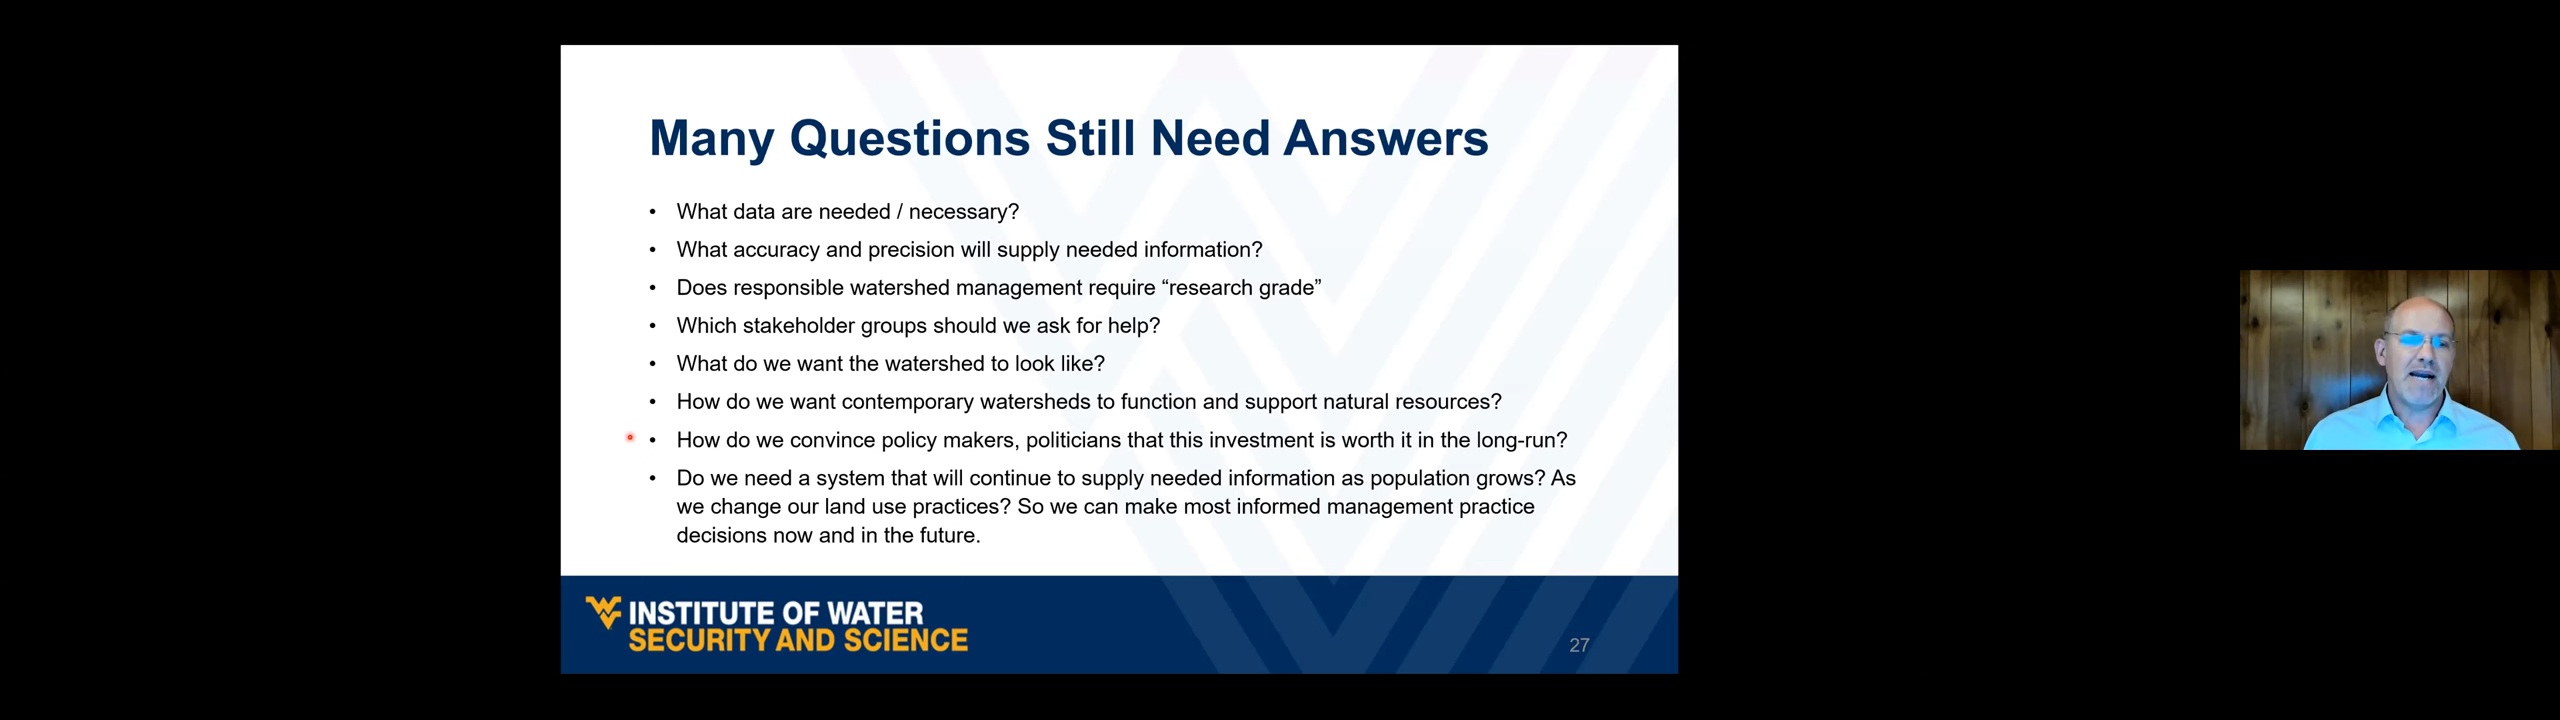 Many Questions Still Need Answers
• What data are needed / necessary?
• What accuracy and precision will supply needed information?
• Does responsible watershed management require “research grade”
• Which stakeholder groups should we ask for help?
• What do we want the watershed to look like?
• How do we want contemporary watersheds to function and support natural resources?
• How do we convince policy makers, politicians that this investment is worth it in the long-run?
• Do we need a system that will continue to supply needed information as population grows? As
we change our land use practices? So we can make most informed management practice
decisions now and in the future.
INSTITUTE OF WATER
SECURITY AND SCIENCE
27